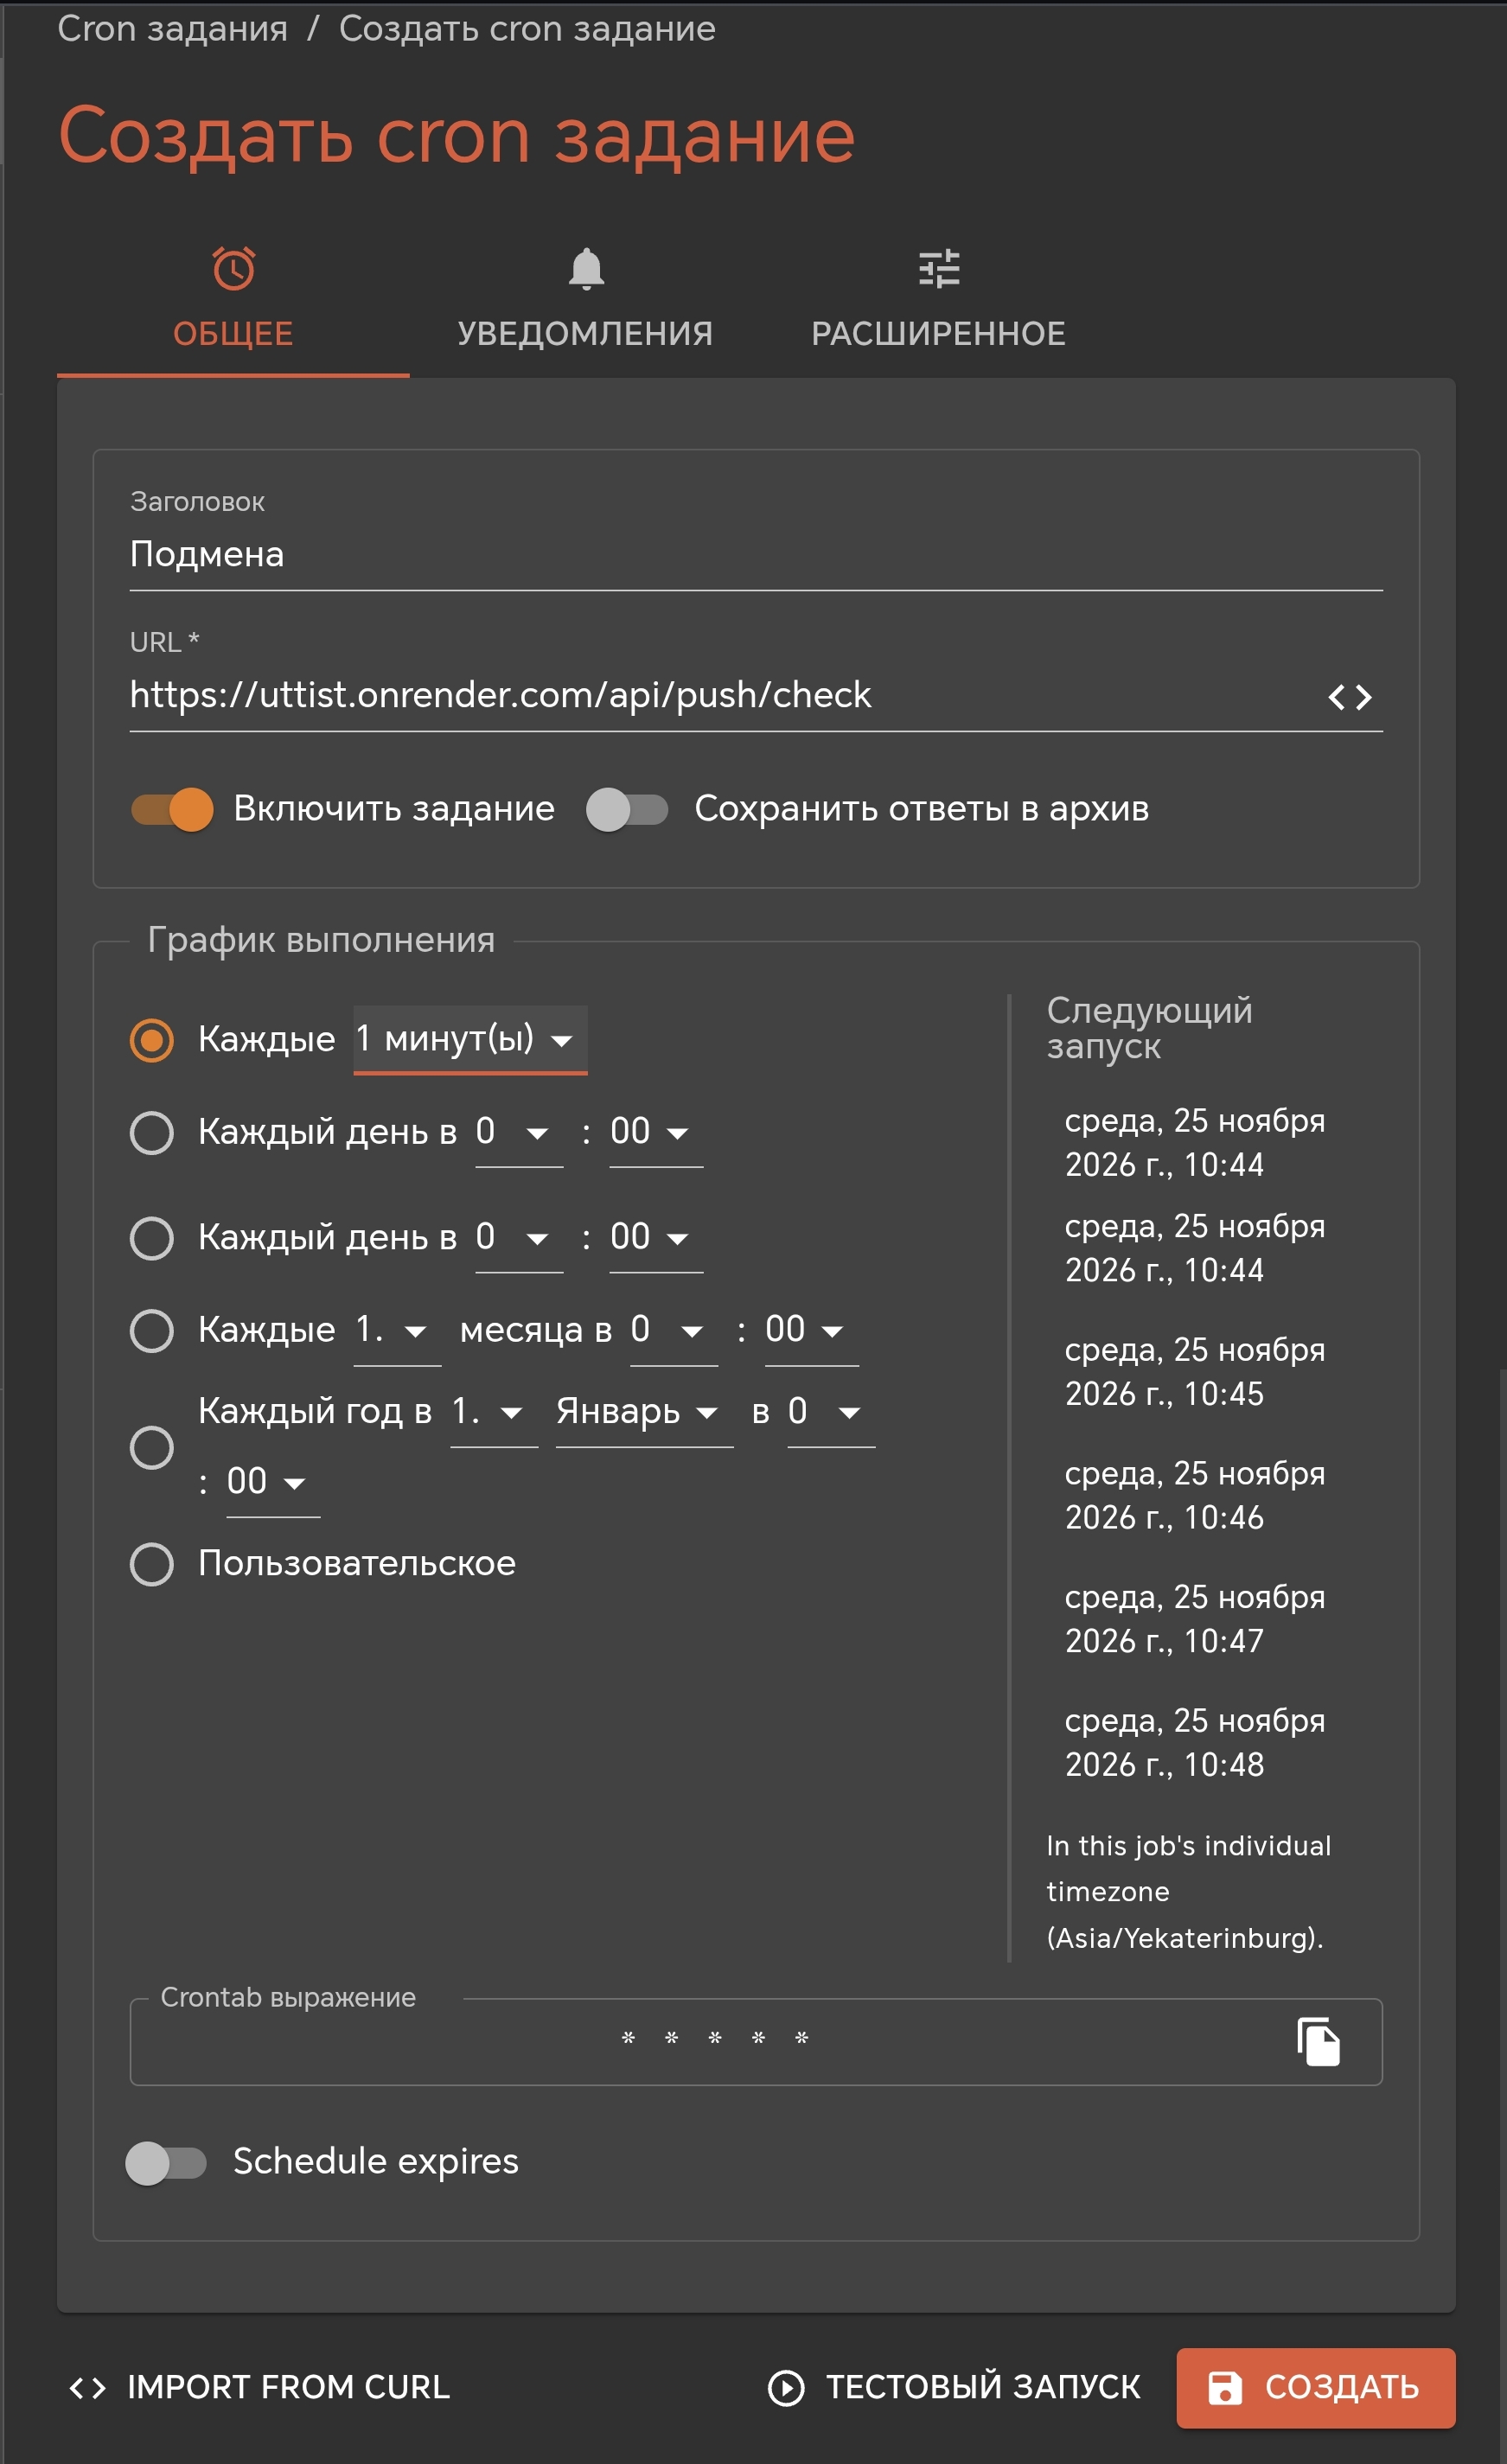 Cron задания / Создать cron задание
Создать cron задание
ОБЩЕЕ
УВЕДОМЛЕНИЯ
РАСШИРЕННОЕ
Заголовок
Подмена
URL *
https://uttist.onrender.com/api/push/check
Включить задание
Сохранить ответы в архив
График выполнения
Каждые 1 минут(ы)
Каждый день в 0 : 00
Каждый день в 0 : 00
Каждые 1. месяца в 0 : 00
Каждый год в 1. Январь в 0
: 00
Пользовательское
Следующий
запуск
среда, 25 ноября
2026 г., 10:44
среда, 25 ноября
2026 г., 10:44
среда, 25 ноября
2026 г., 10:45
среда, 25 ноября
2026 г., 10:46
среда, 25 ноября
2026 г., 10:47
среда, 25 ноября
2026 г., 10:48
In this job's individual
timezone
(Asia/Yekaterinburg).
Crontab выражение
* * * * *
Schedule expires
IMPORT FROM CURL
ТЕСТОВЫЙ ЗАПУСК
СОЗДАТЬ